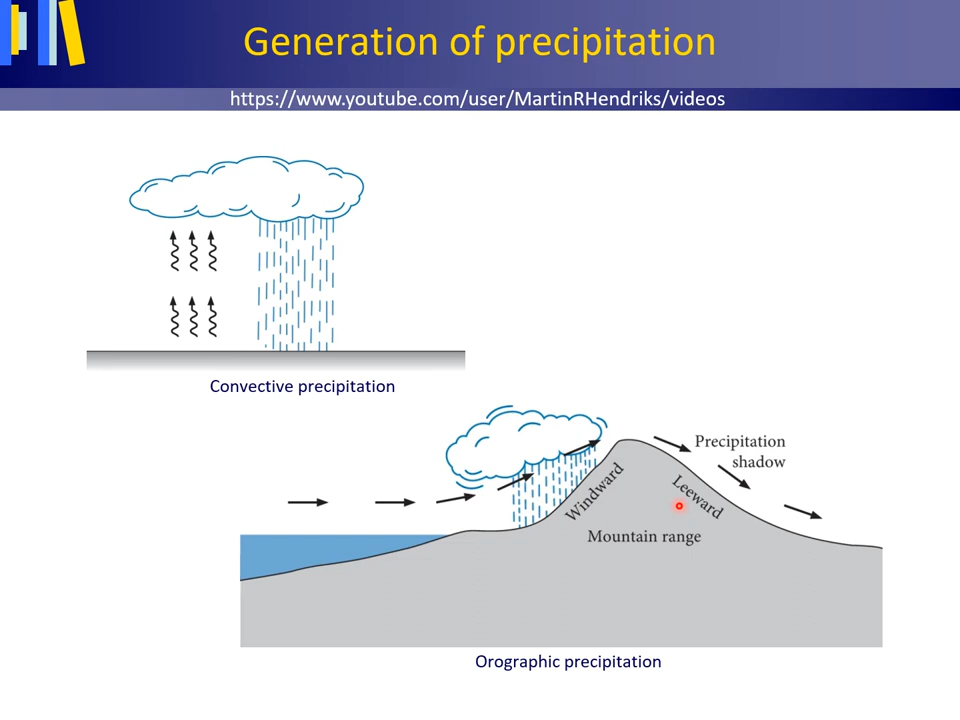 Generation of precipitation
https://www.youtube.com/user/MartinRHendriks/videos
Convective precipitation
Precipitation
shadow
Windward
Leeward
Mountain range
Orographic precipitation